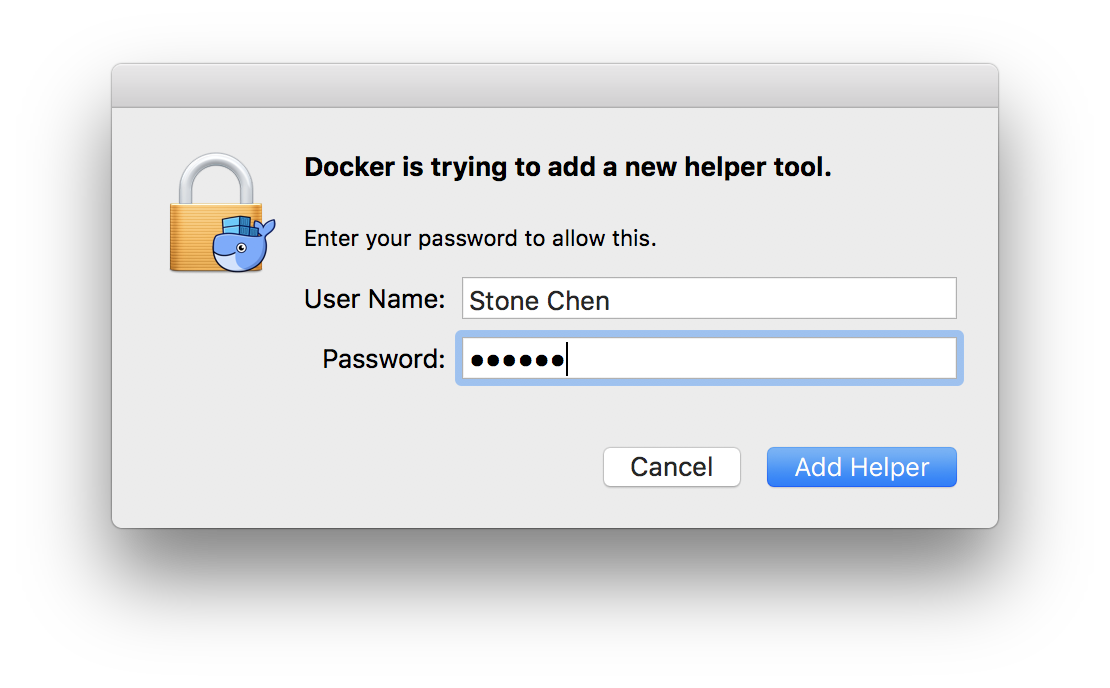 Docker is trying to add a new helper tool.
Enter your password to allow this.
User Name: Stone Chen
Password: ••••••
Cancel Add Helper